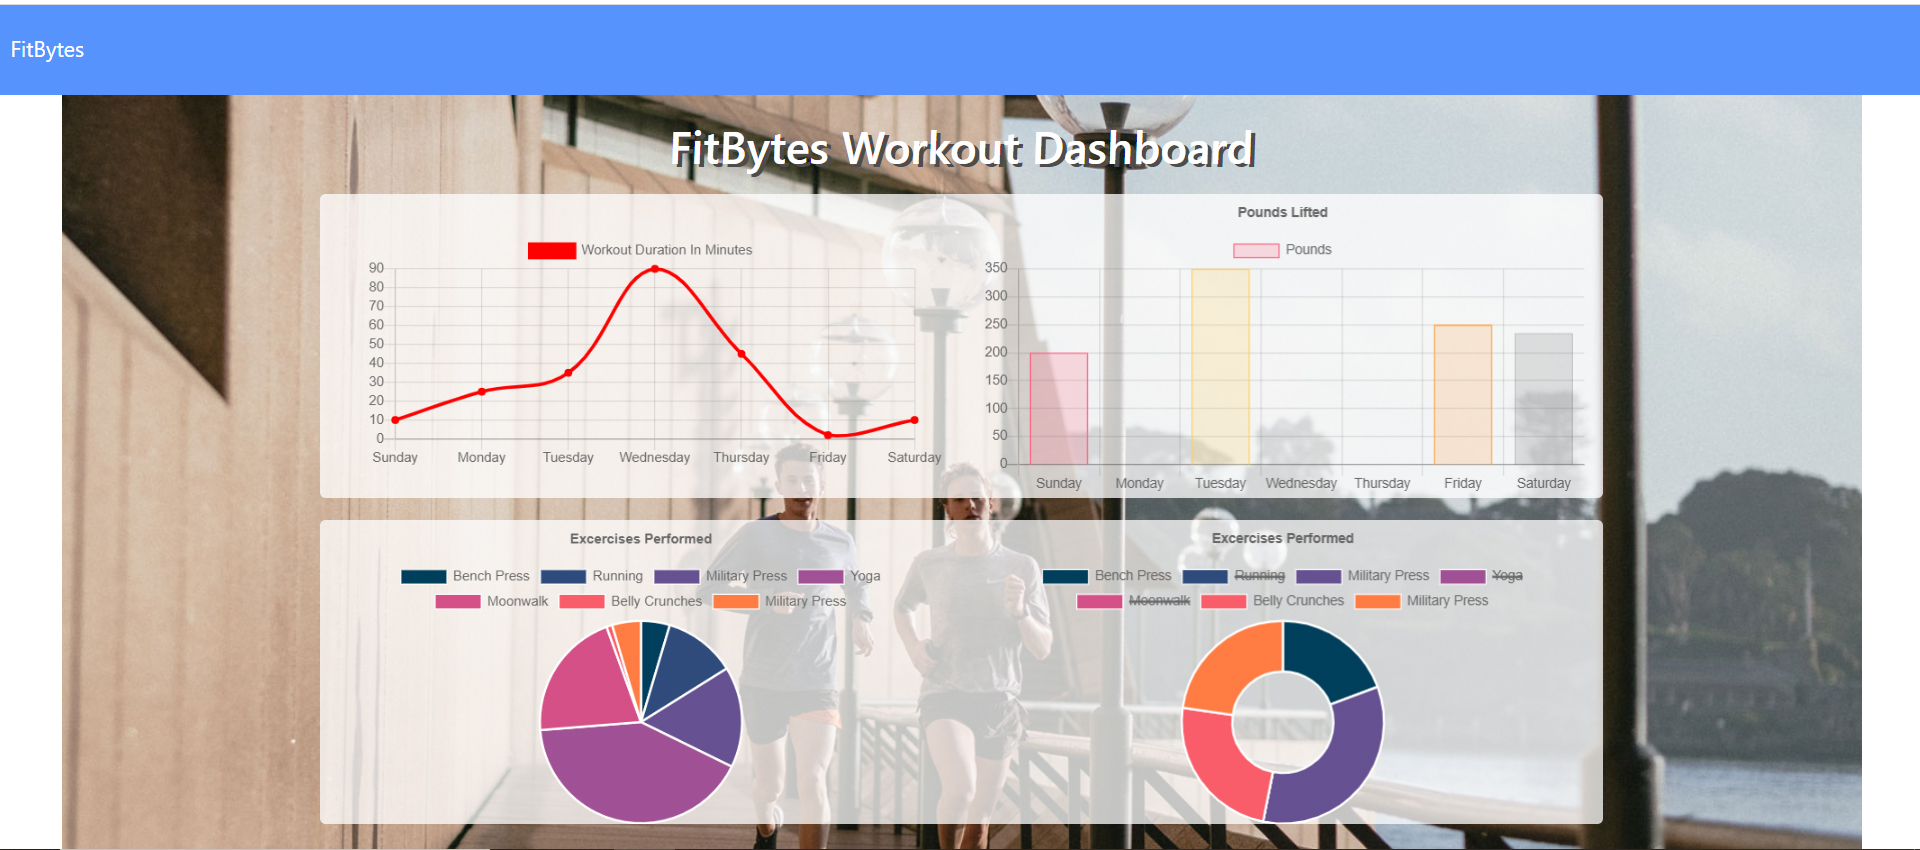 FitBytes
FitBytes Workout Dashboard
Workout Duration In Minutes
90
80
70
60
50
40
30
20
10
0
Sunday Monday Tuesday Wednesday Thursday Friday Saturday
Pounds Lifted
Pounds
350
300
250
200
150
100
50
0
Sunday Monday Tuesday Wednesday Thursday Friday Saturday
Excercises Performed
Bench Press Running Military Press Yoga
Moonwalk Belly Crunches Military Press
Excercises Performed
Bench Press Running Military Press Yoga
Moonwalk Belly Crunches Military Press